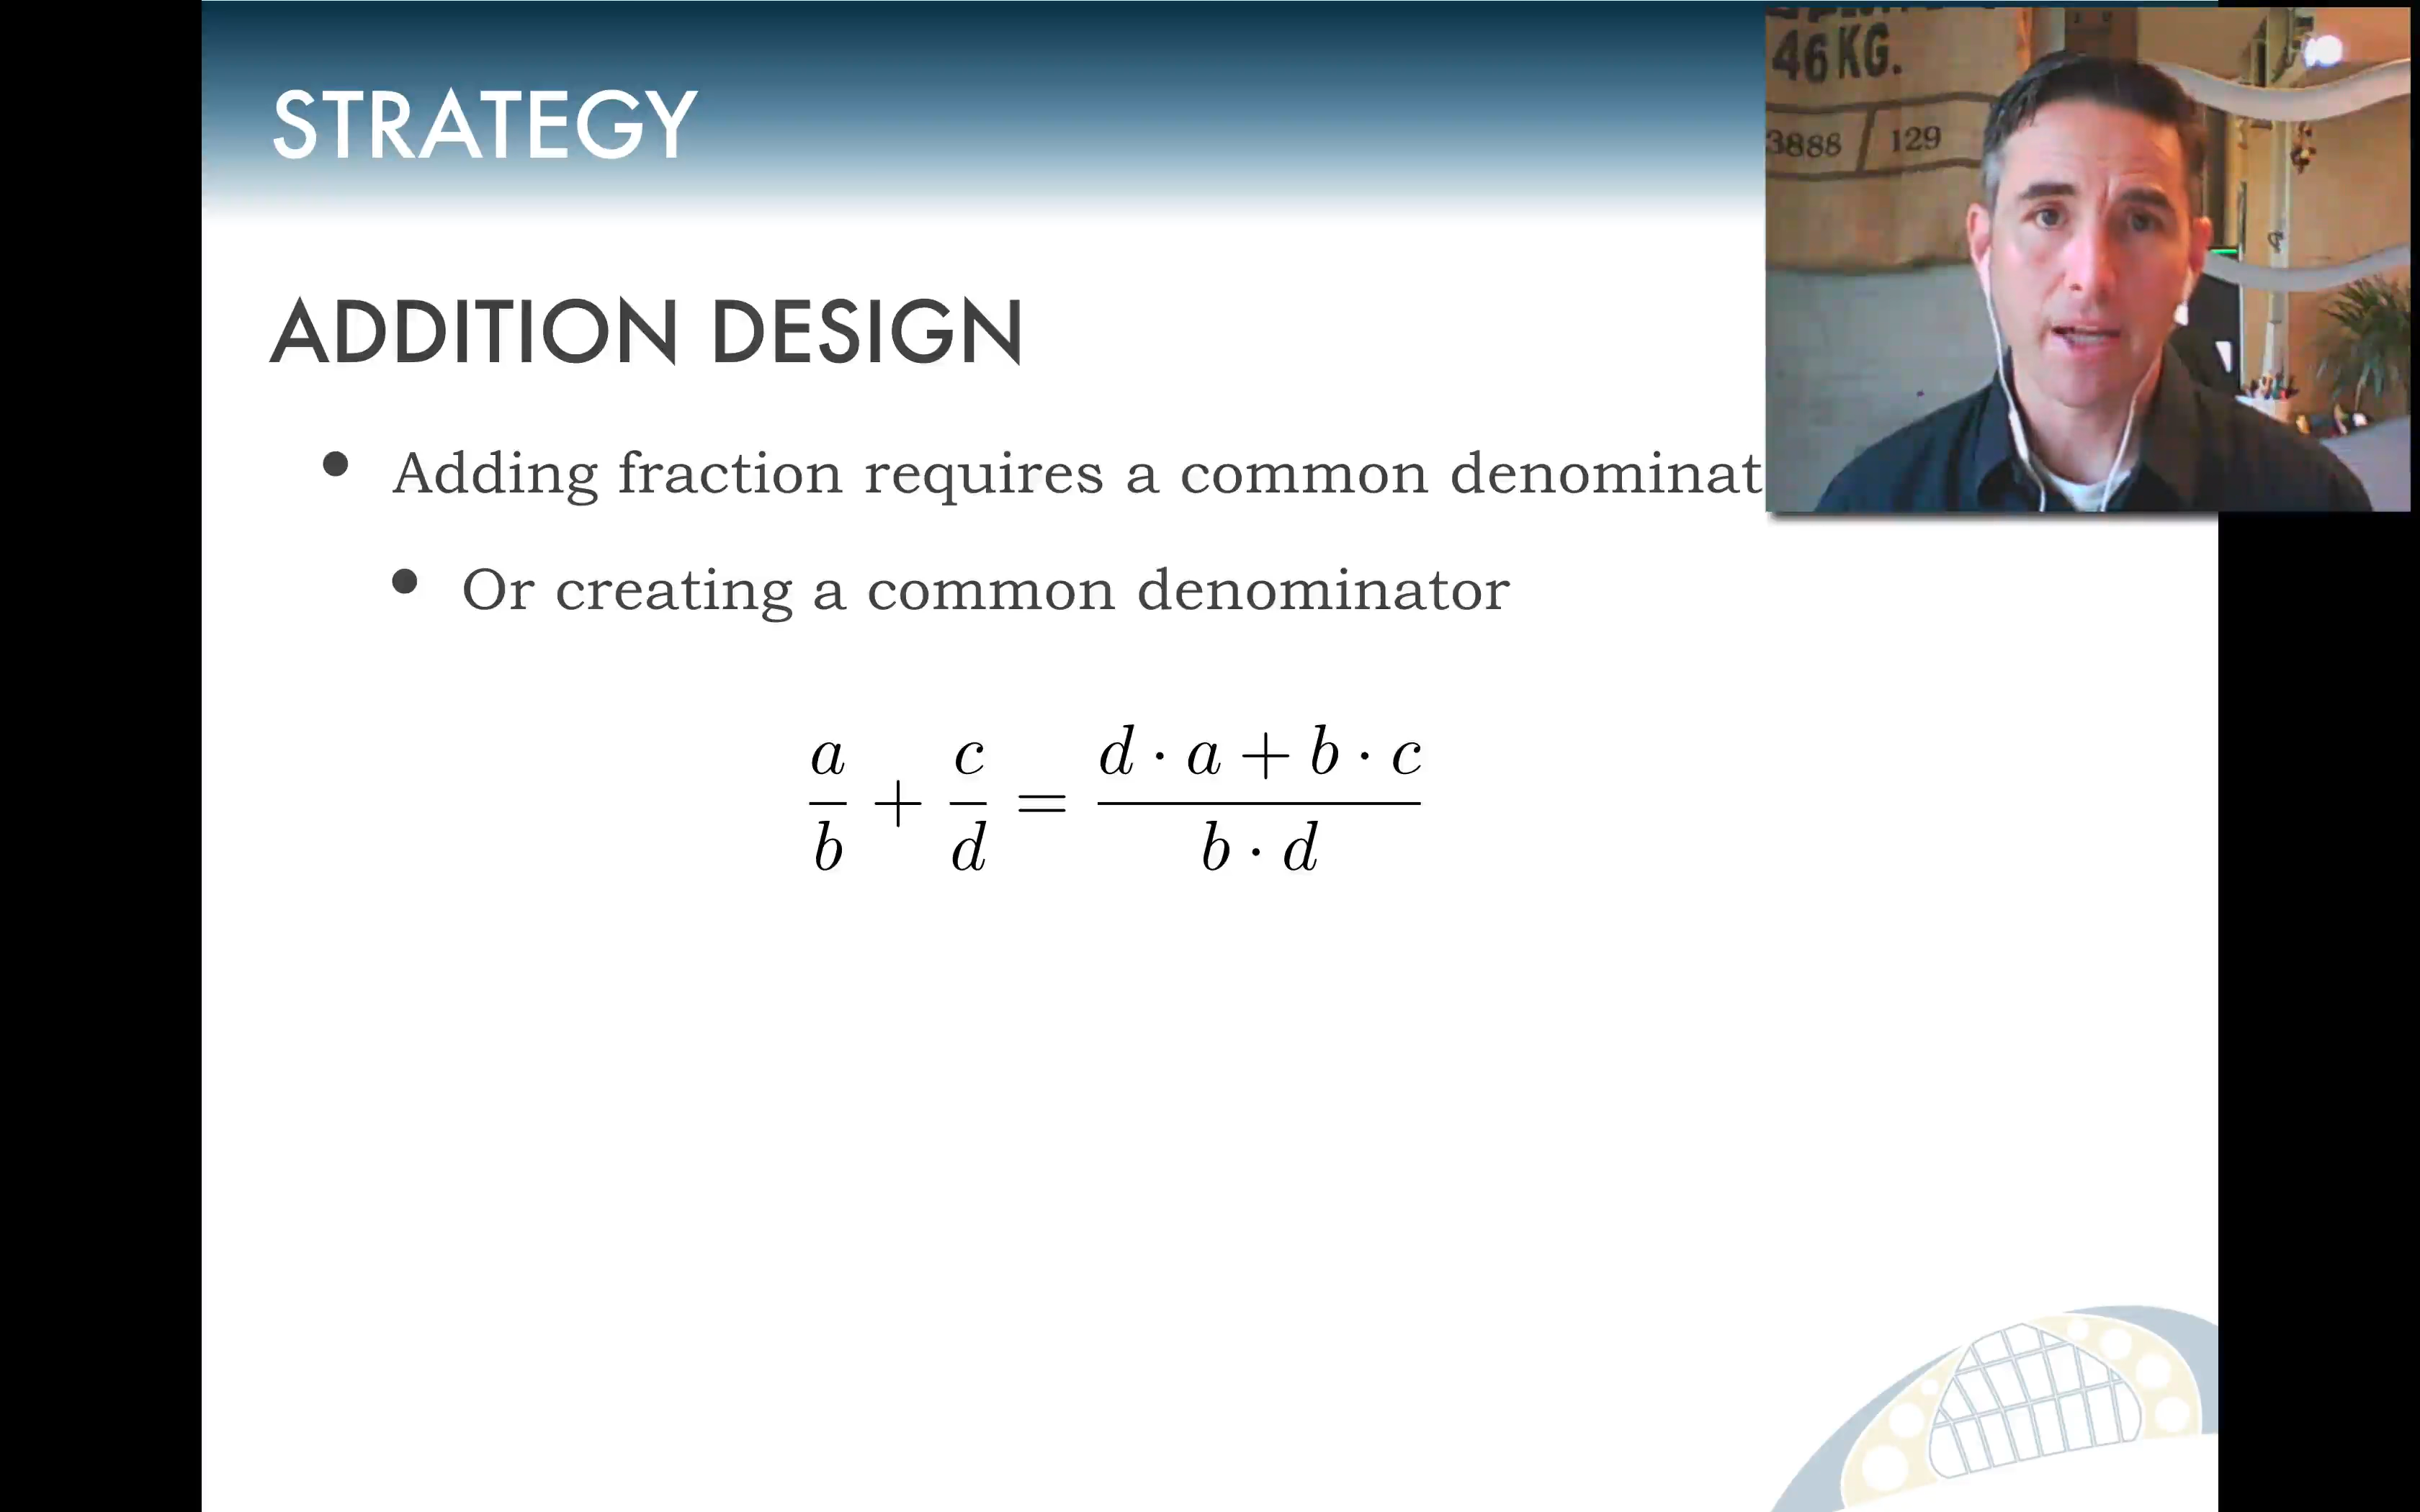 STRATEGY
46 KG.
3888 / 129
ADDITION DESIGN
• Adding fraction requires a common denominat
• Or creating a common denominator
a/b + c/d = d · a + b · c / b · d